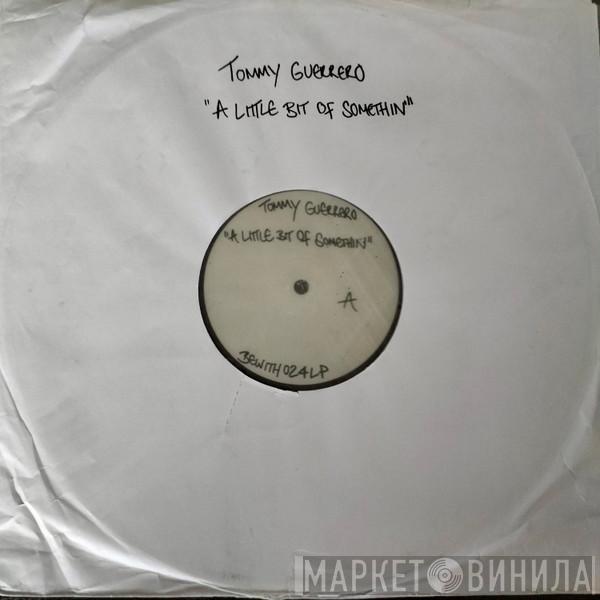 TOMMY GUERRERO
"A LITTLE BIT OF SOMETHIN'"
TOMMY GUERRERO
"A LITTLE BIT OF SOMETHIN'"
A
BEWITH024LP
МАРКЕТ ВИНИЛА